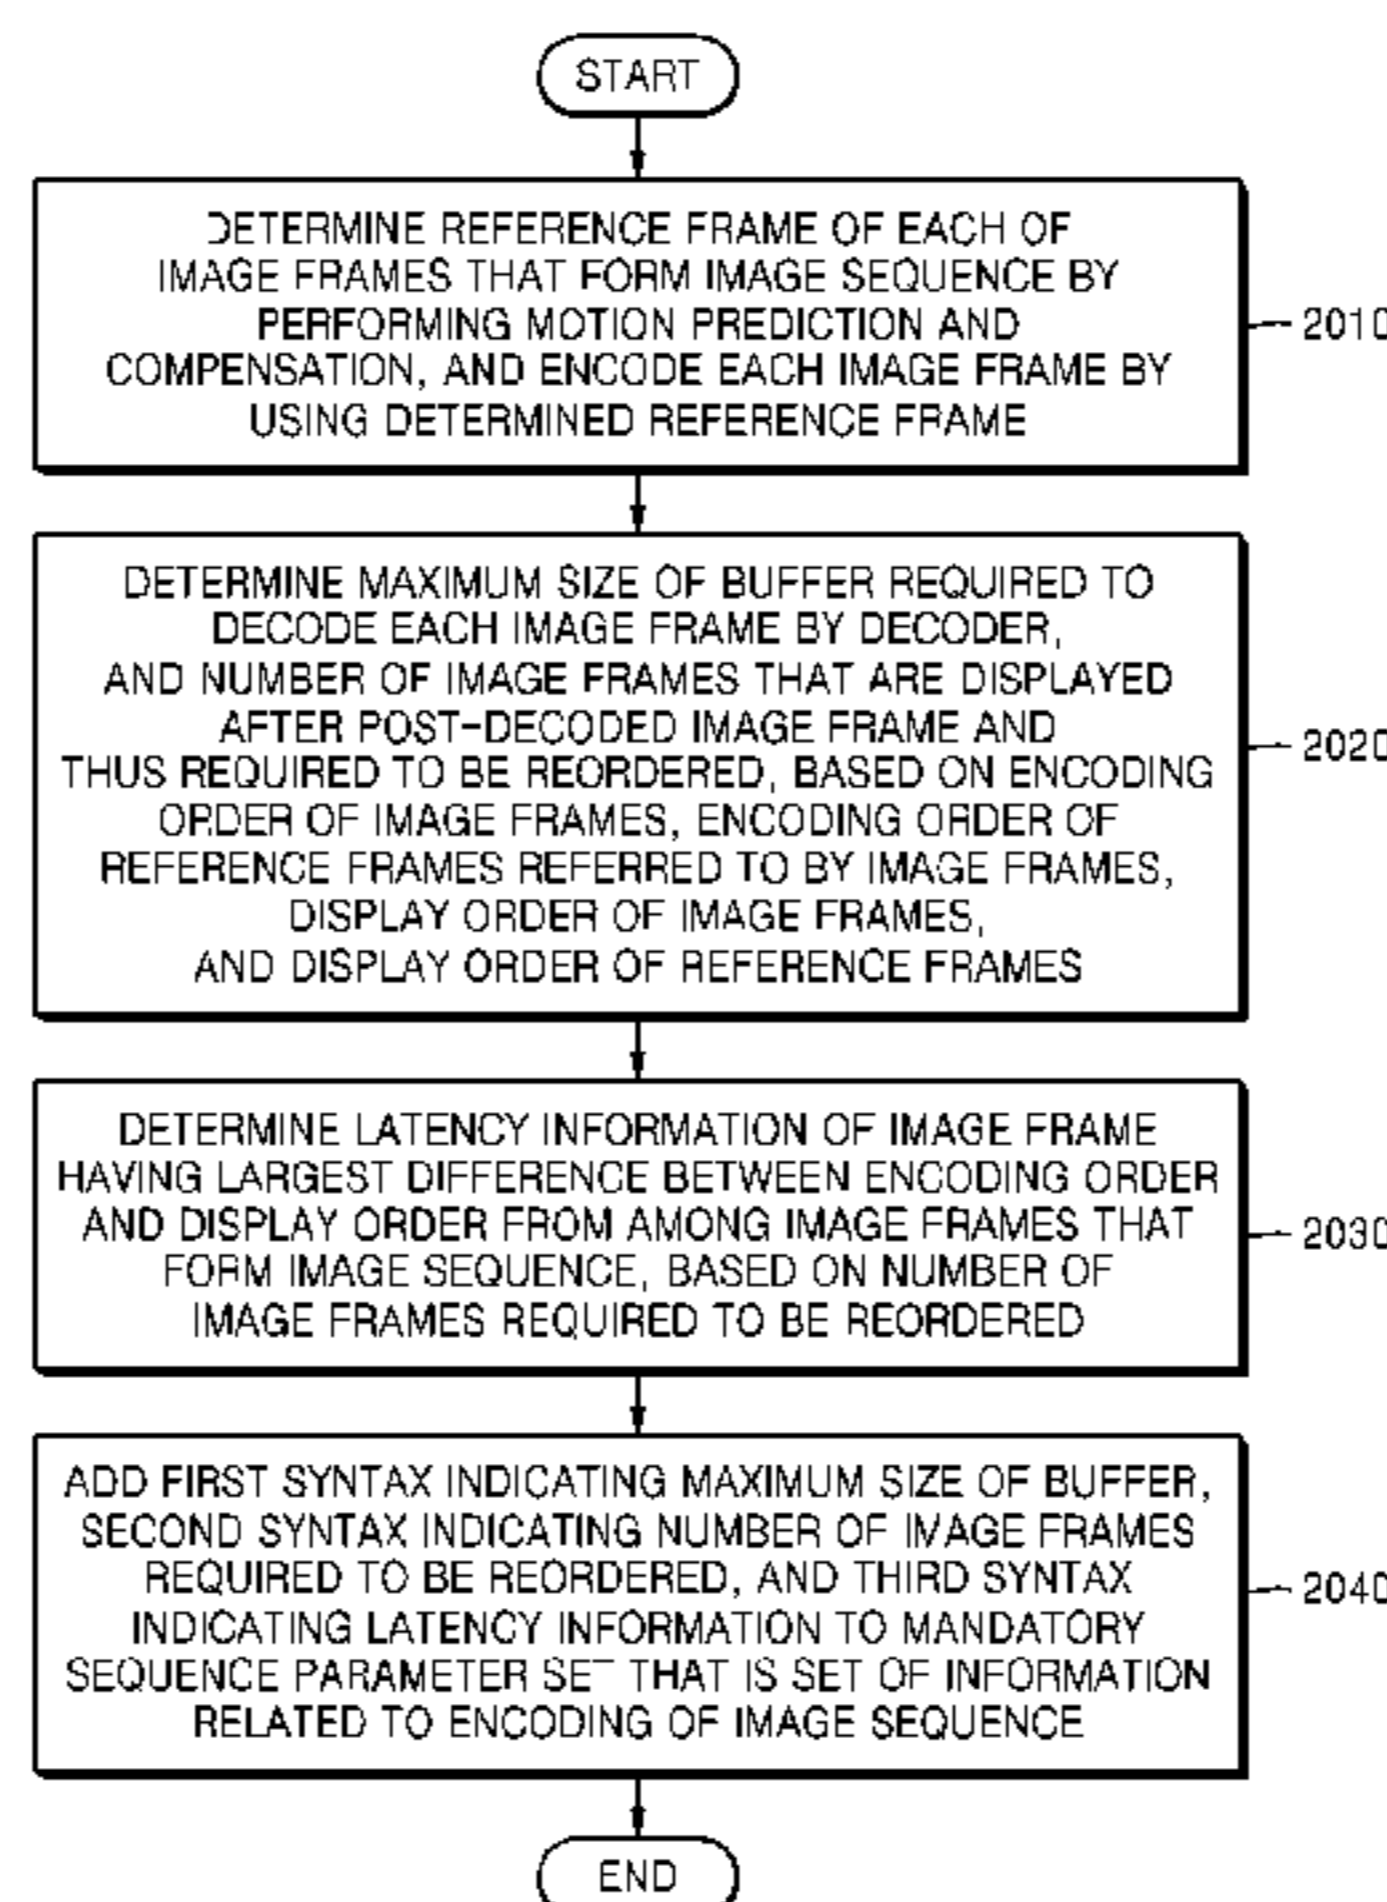 START
DETERMINE REFERENCE FRAME OF EACH OF
IMAGE FRAMES THAT FORM IMAGE SEQUENCE BY
PERFORMING MOTION PREDICTION AND
COMPENSATION, AND ENCODE EACH IMAGE FRAME BY
USING DETERMINED REFERENCE FRAME
2010
DETERMINE MAXIMUM SIZE OF BUFFER REQUIRED TO
DECODE EACH IMAGE FRAME BY DECODER,
AND NUMBER OF IMAGE FRAMES THAT ARE DISPLAYED
AFTER POST-DECODED IMAGE FRAME AND
THUS REQUIRED TO BE REORDERED, BASED ON ENCODING
ORDER OF IMAGE FRAMES, ENCODING ORDER OF
REFERENCE FRAMES REFERRED TO BY IMAGE FRAMES,
DISPLAY ORDER OF IMAGE FRAMES,
AND DISPLAY ORDER OF REFERENCE FRAMES
2020
DETERMINE LATENCY INFORMATION OF IMAGE FRAME
HAVING LARGEST DIFFERENCE BETWEEN ENCODING ORDER
AND DISPLAY ORDER FROM AMONG IMAGE FRAMES THAT
FORM IMAGE SEQUENCE, BASED ON NUMBER OF
IMAGE FRAMES REQUIRED TO BE REORDERED
2030
ADD FIRST SYNTAX INDICATING MAXIMUM SIZE OF BUFFER,
SECOND SYNTAX INDICATING NUMBER OF IMAGE FRAMES
REQUIRED TO BE REORDERED, AND THIRD SYNTAX
INDICATING LATENCY INFORMATION TO MANDATORY
SEQUENCE PARAMETER SET THAT IS SET OF INFORMATION
RELATED TO ENCODING OF IMAGE SEQUENCE
2040
END